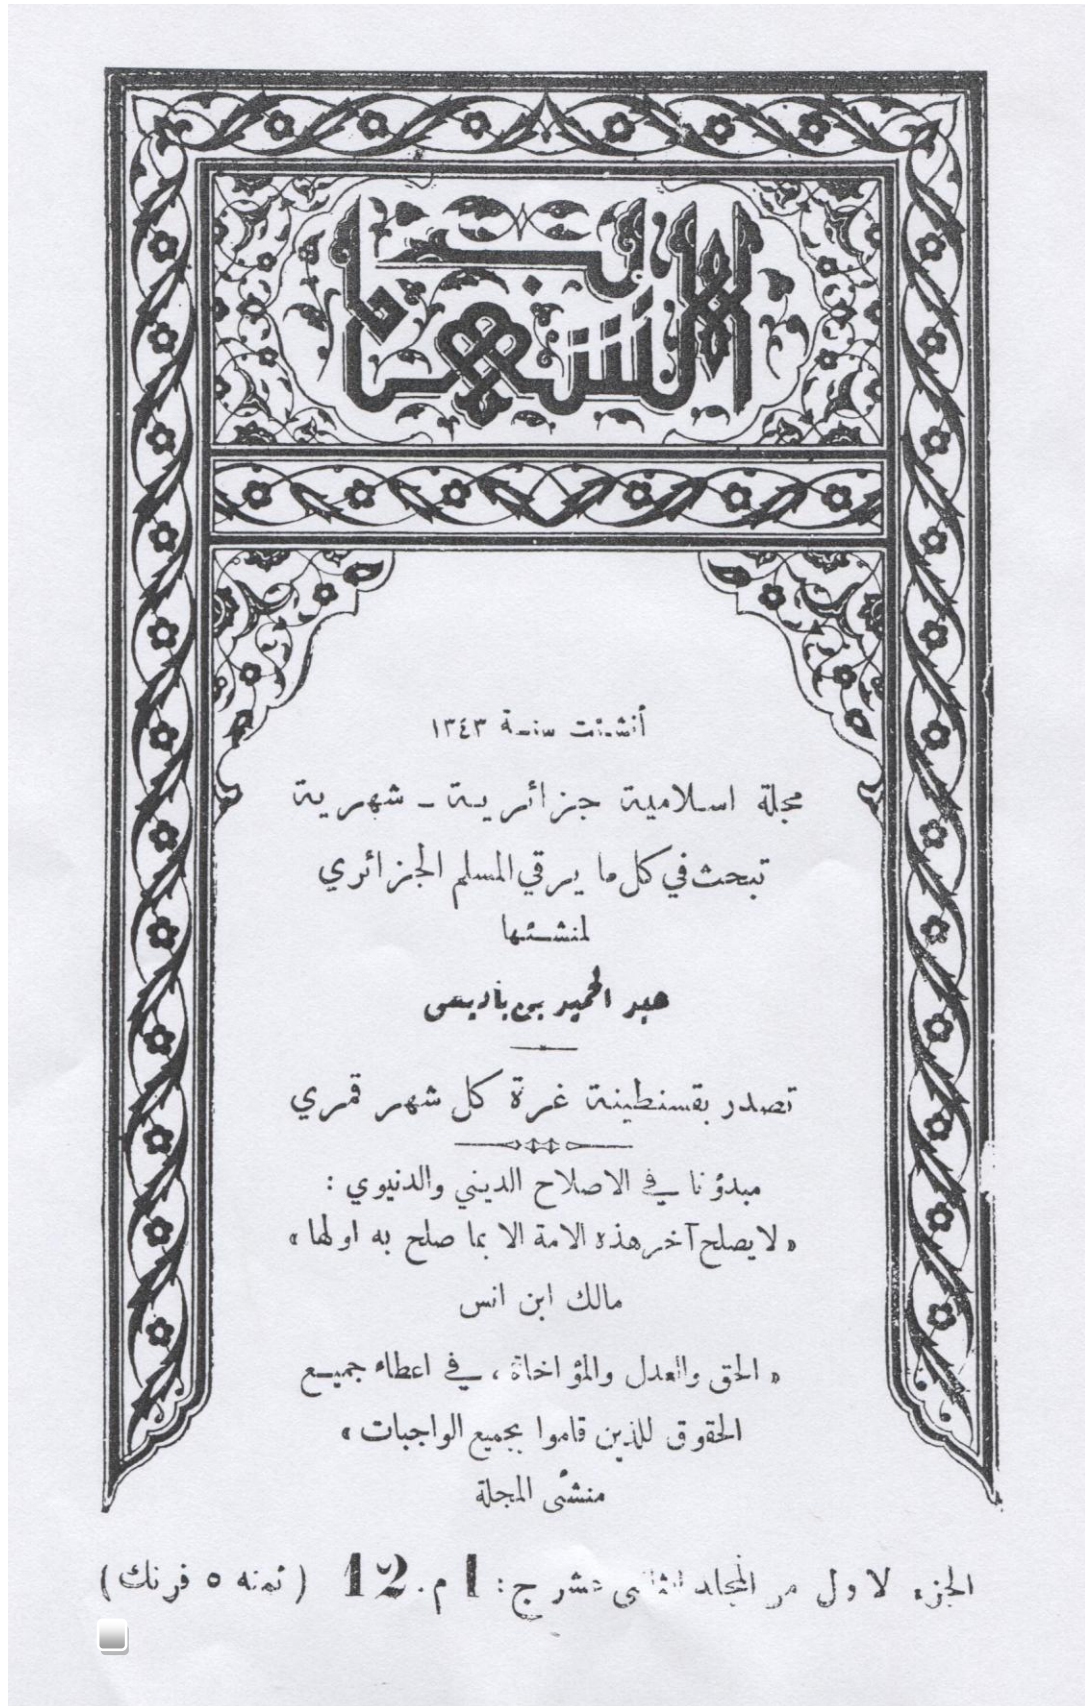 الشهاب
أنشئت سنة ١٣٤٣
مجلة اسلامية جزائرية ـ شهرية
تبحث في كل ما يرقي المسلم الجزائري
لمنشئها
عبد الحميد بن باديس
تصدر بقسنطينة غرة كل شهر قمري
مبدؤنا في الاصلاح الديني والدنيوي :
« لا يصلح آخر هذه الامة الا بما صلح به اولها »
مالك ابن انس
« الحق والعدل والمؤاخاة ، في اعطاء جميع
الحقوق للذين قاموا بجميع الواجبات »
منشئ المجلة
الجزء لاول من المجلد الثاني عشر ج : 1 م. 12 ( ثمنه ٥ فرنك )